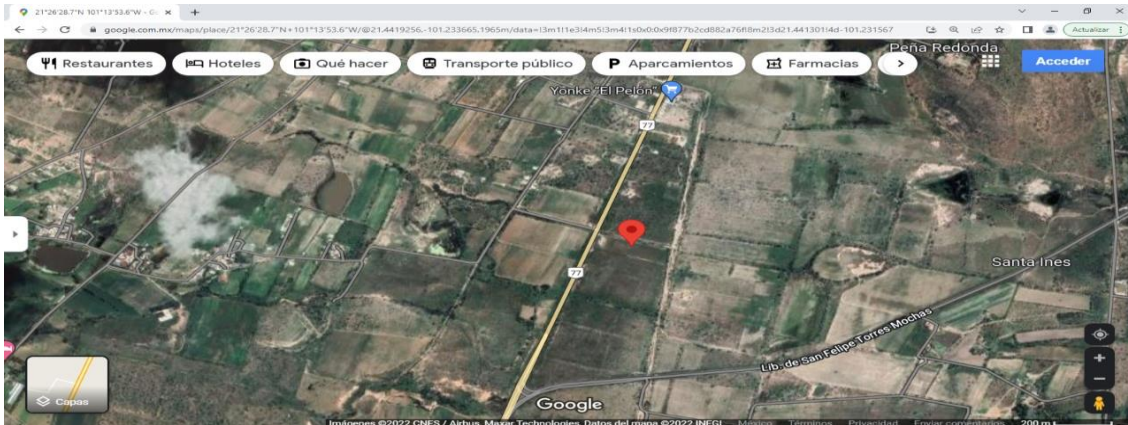 21°26'28.7"N 101°13'53.6"W – G
google.com.mx/maps/place/21°26'28.7"N+101°13'53.6"W/@21.4419256,-101.233665,1965m/data=!3m1!1e3!4m5!3m4!1s0x0:0x9f877b2cd882a76f!8m2!3d21.441301!4d-101.231567
Actualizar
Restaurantes
Hoteles
Qué hacer
Transporte público
Aparcamientos
Farmacias
Acceder
Peña Redonda
Yonke "El Pelón"
77
77
Santa Ines
Lib. de San Felipe Torres Mochas
Capas
Google
Imágenes ©2022 CNES / Airbus, Maxar Technologies, Datos del mapa ©2022 INEGI México Términos Privacidad Enviar comentarios 200 m